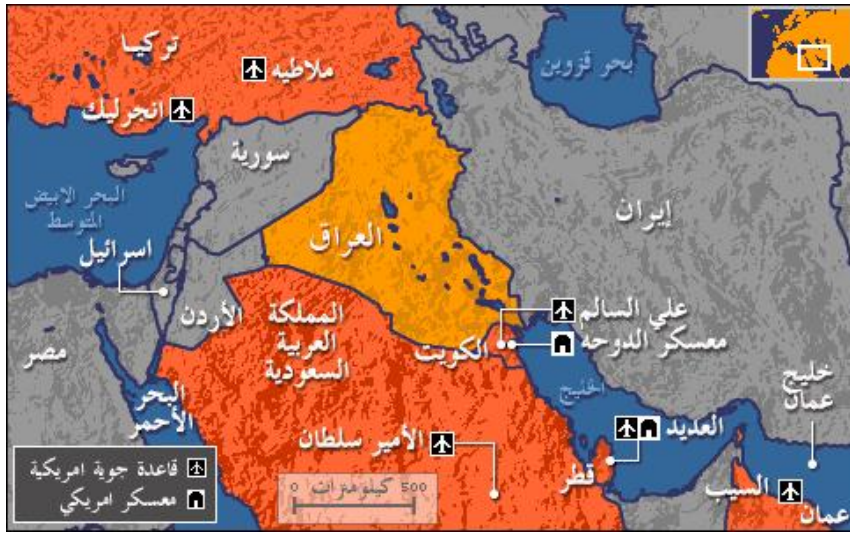 تركيا
ملاطيه
انجرليك
بحر قزوين
سورية
البحر الابيض
المتوسط
اسرائيل
العراق
إيران
الأردن
المملكة
العربية
السعودية
مصر
علي السالم
معسكر الدوحه
الكويت
الخليج
خليج
عمان
البحر
الأحمر
العديد
الأمير سلطان
قطر
السيب
عمان
قاعدة جوية امريكية
معسكر امريكي
500 كيلومترات 0